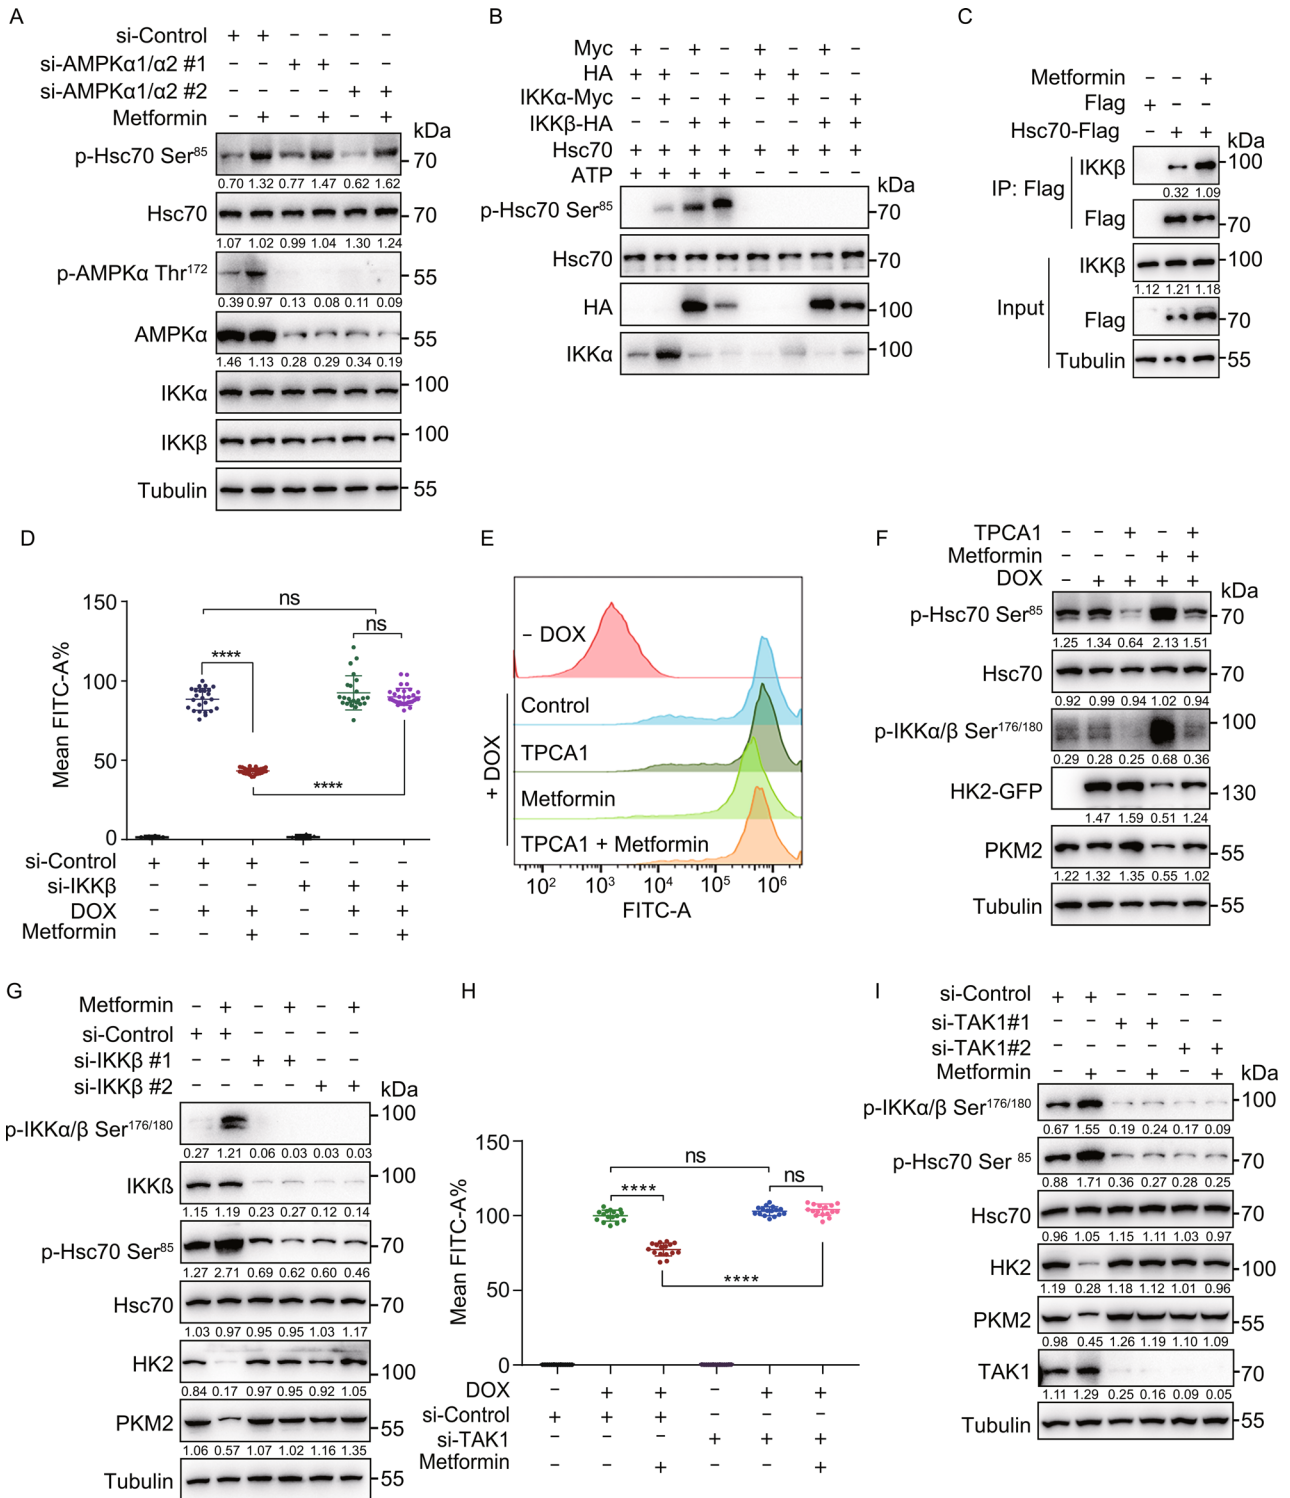 A
si-Control + + − − − −
si-AMPKα1/α2 #1 − − + + − −
si-AMPKα1/α2 #2 − − − − + +
Metformin − + − + − +
kDa
p-Hsc70 Ser85 70
0.70 1.32 0.77 1.47 0.62 1.62
Hsc70 70
1.07 1.02 0.99 1.04 1.30 1.24
p-AMPKα Thr172 55
0.39 0.97 0.13 0.08 0.11 0.09
AMPKα 55
1.46 1.13 0.28 0.29 0.34 0.19
IKKα 100
IKKβ 100
Tubulin 55
B
Myc + − + − + − + −
HA + + − − + + − −
IKKα-Myc − + − + − + − +
IKKβ-HA − − + + − − + +
Hsc70 + + + + + + + +
ATP + + + + − − − −
kDa
p-Hsc70 Ser85 70
Hsc70 70
HA 100
IKKα 100
C
Metformin − − +
Flag + − −
Hsc70-Flag − + +
kDa
IP: Flag
IKKβ 100
0.32 1.09
Flag 70
Input
IKKβ 100
1.12 1.21 1.18
Flag 70
Tubulin 55
D
Mean FITC-A%
150
100
50
0
ns
ns
****
****
si-Control + + + − − −
si-IKKβ − − − + + +
DOX − + + − + +
Metformin − − + − − +
E
− DOX
+ DOX
Control
TPCA1
Metformin
TPCA1 + Metformin
102 103 104 105 106
FITC-A
F
TPCA1 − − + − +
Metformin − − − + +
DOX − + + + +
kDa
p-Hsc70 Ser85 70
1.25 1.34 0.64 2.13 1.51
Hsc70 70
0.92 0.99 0.94 1.02 0.94
p-IKKα/β Ser176/180 100
0.29 0.28 0.25 0.68 0.36
HK2-GFP 130
1.47 1.59 0.51 1.24
PKM2 55
1.22 1.32 1.35 0.55 1.02
Tubulin 55
G
Metformin − + − + − +
si-Control + + − − − −
si-IKKβ #1 − − + + − −
si-IKKβ #2 − − − − + +
kDa
p-IKKα/β Ser176/180 100
0.27 1.21 0.06 0.03 0.03 0.03
IKKß 100
1.15 1.19 0.23 0.27 0.12 0.14
p-Hsc70 Ser85 70
1.27 2.71 0.69 0.62 0.60 0.46
Hsc70 70
1.03 0.97 0.95 0.95 1.03 1.17
HK2 100
0.84 0.17 0.97 0.95 0.92 1.05
PKM2 55
1.06 0.57 1.07 1.02 1.16 1.35
Tubulin 55
H
Mean FITC-A%
150
100
50
0
ns
ns
****
****
DOX − + + − + +
si-Control + + + − − −
si-TAK1 − − − + + +
Metformin − − + − − +
I
si-Control + + − − − −
si-TAK1#1 − − + + − −
si-TAK1#2 − − − − + +
Metformin − + − + − +
kDa
p-IKKα/β Ser176/180 100
0.67 1.55 0.19 0.24 0.17 0.09
p-Hsc70 Ser 85 70
0.88 1.71 0.36 0.27 0.28 0.25
Hsc70 70
0.96 1.05 1.15 1.11 1.03 0.97
HK2 100
1.19 0.28 1.18 1.12 1.01 0.96
PKM2 55
0.98 0.45 1.26 1.19 1.10 1.09
TAK1 70
1.11 1.29 0.25 0.16 0.09 0.05
Tubulin 55